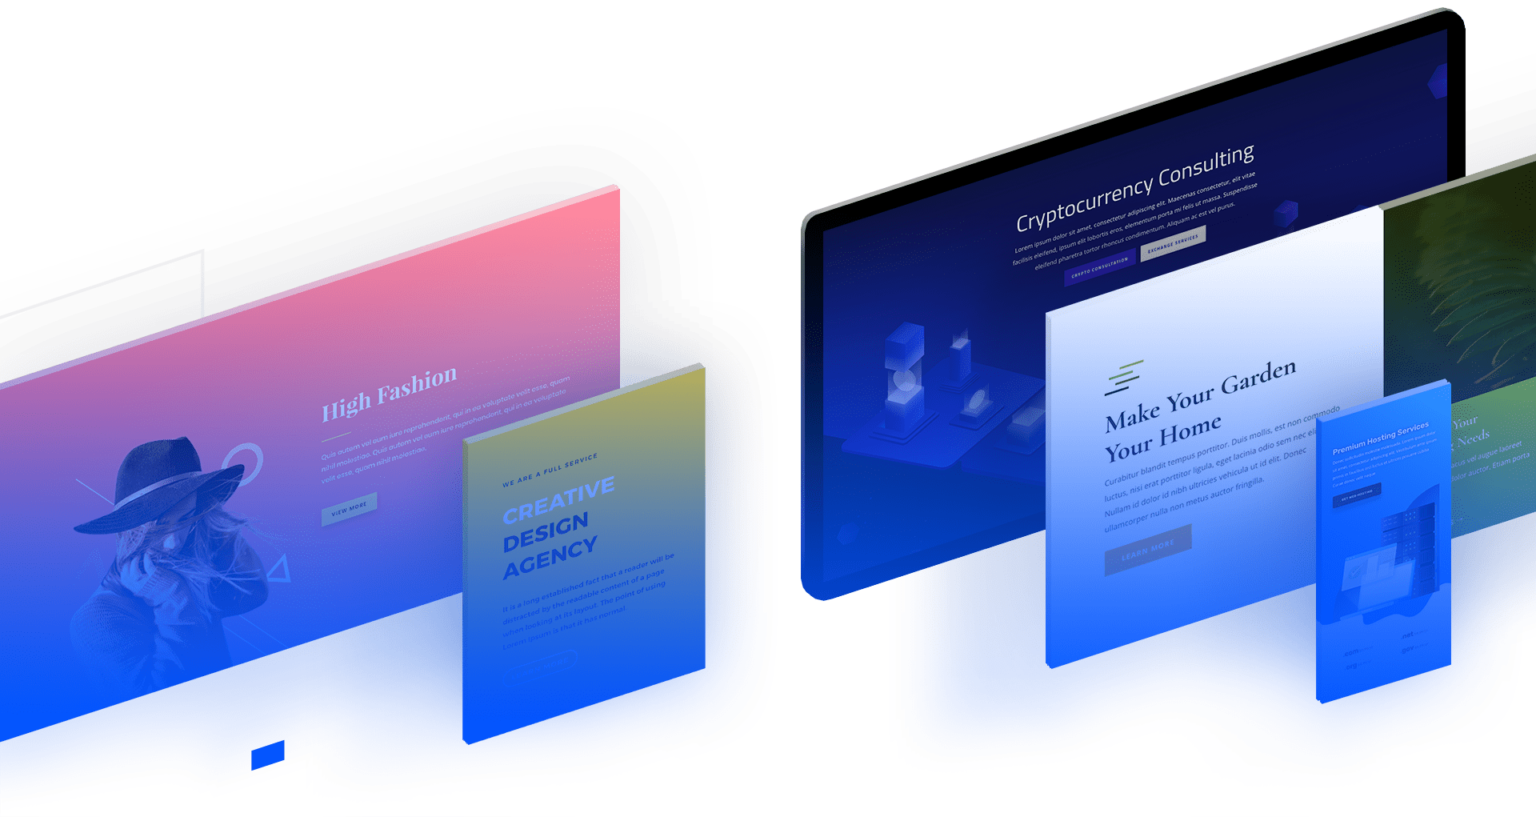 High Fashion
Quis autem vel dum iure reprehenderit, qui in ea voluptate velit esse, quam
nihil molestiae. Quis autem vel eum iure reprehenderit, qui in ea voluptate
velit esse, quam nihil molestiae.
VIEW MORE
WE ARE A FULL SERVICE
CREATIVE
DESIGN
AGENCY
It is a long established fact that a reader will be
distracted by the readable content of a page
when looking at its layout. The point of using
Lorem Ipsum is that it has normal.
Cryptocurrency Consulting
Lorem ipsum dolor sit amet, consectetur adipiscing elit. Maecenas consectetur, elit vitae
facilisis eleifend, ipsum elit lobortis eros, elementum porta mi felis ut massa. Suspendisse
eleifend pharetra tortor rhoncus condimentum. Aliquam ac est vel purus.
CRYPTO CONSULTATION
EXCHANGE SERVICES
Make Your Garden
Your Home
Curabitur blandit tempus porttitor. Duis mollis, est non commodo
luctus, nisi erat porttitor ligula, eget lacinia odio sem nec
Nullam id dolor id nibh ultricies vehicula ut id elit. Donec
ullamcorper nulla non metus auctor fringilla.
LEARN MORE
Premium Hosting Services
Your
Needs
vel augue laoreet
auctor. Etiam porta